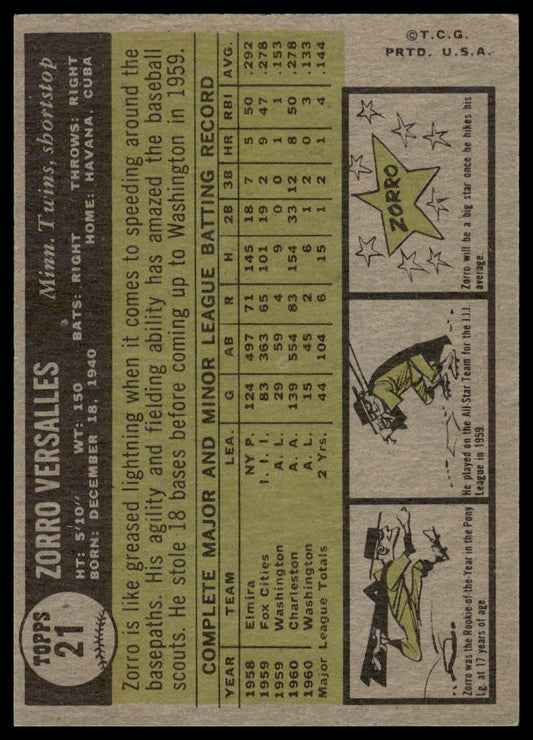 TOPPS
21
ZORRO VERSALLES
Minn. Twins, shortstop
HT: 5'10" WT: 150 BATS: RIGHT THROWS: RIGHT
BORN: DECEMBER 18, 1940 HOME: HAVANA, CUBA
Zorro is like greased lightning when it comes to speeding around the
basepaths. His agility and fielding ability has amazed the baseball
scouts. He stole 18 bases before coming up to Washington in 1959.
COMPLETE MAJOR AND MINOR LEAGUE BATTING RECORD
YEAR TEAM LEA. G AB R H 2B 3B HR RBI AVG.
1958 Elmira NY P. 124 497 71 145 18 7 5 50 .292
1959 Fox Cities I. I. I. 83 363 65 101 19 2 9 47 .278
1959 Washington A. L. 29 59 4 9 0 0 1 1 .153
1960 Charleston A. A. 139 554 83 154 33 12 8 50 .278
1960 Washington A. L. 15 45 2 6 1 2 0 3 .133
Major League Totals 2 Yrs. 44 104 6 15 1 2 1 4 .144
Zorro was the Rookie-of-the-Year in the Pony
Lg. at 17 years of age.
He played on the All-Star Team for the I.I.I.
League in 1959.
ZORRO
Zorro will be a big star once he hikes his
average.
©T.C.G.
PRTD. U.S.A.